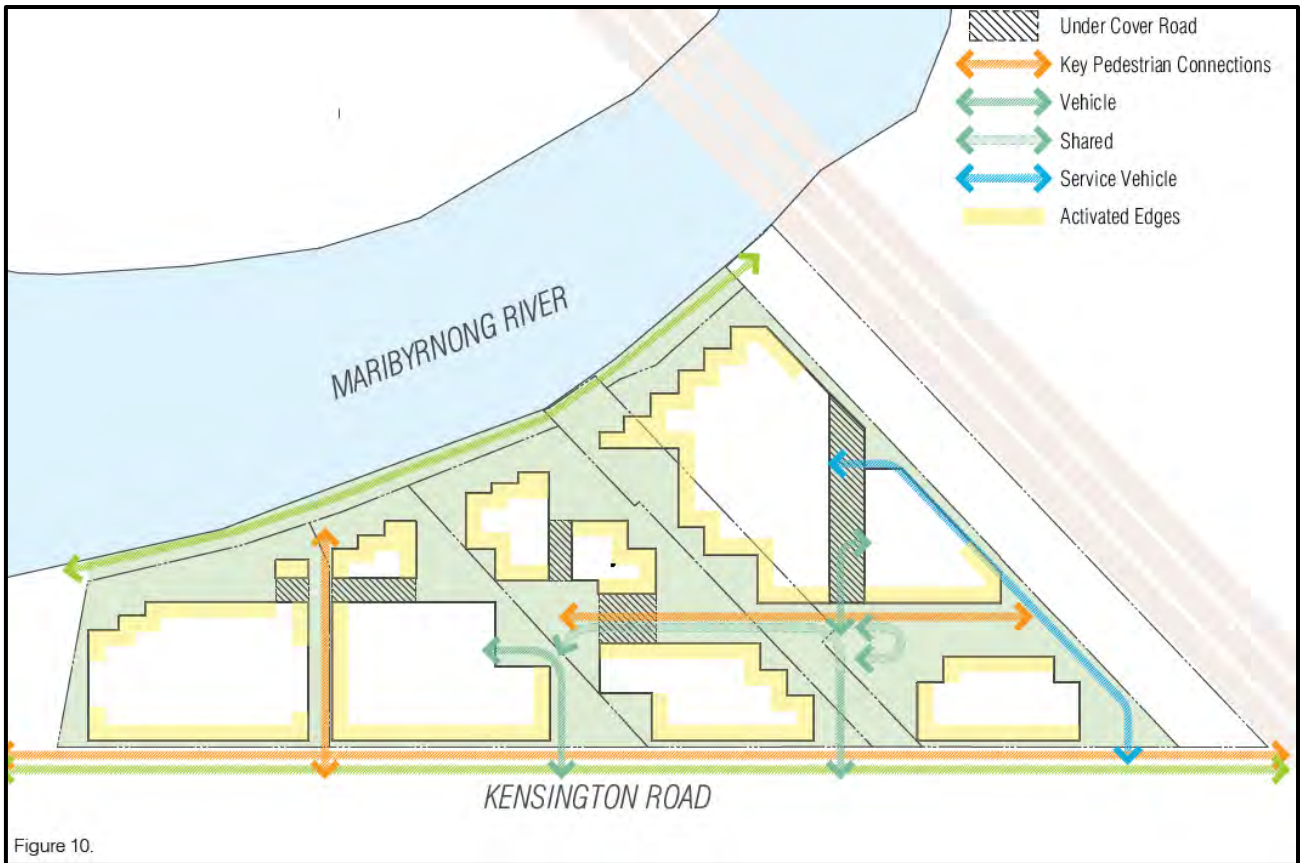 Under Cover Road
Key Pedestrian Connections
Vehicle
Shared
Service Vehicle
Activated Edges
MARIBYRNONG RIVER
KENSINGTON ROAD
Figure 10.